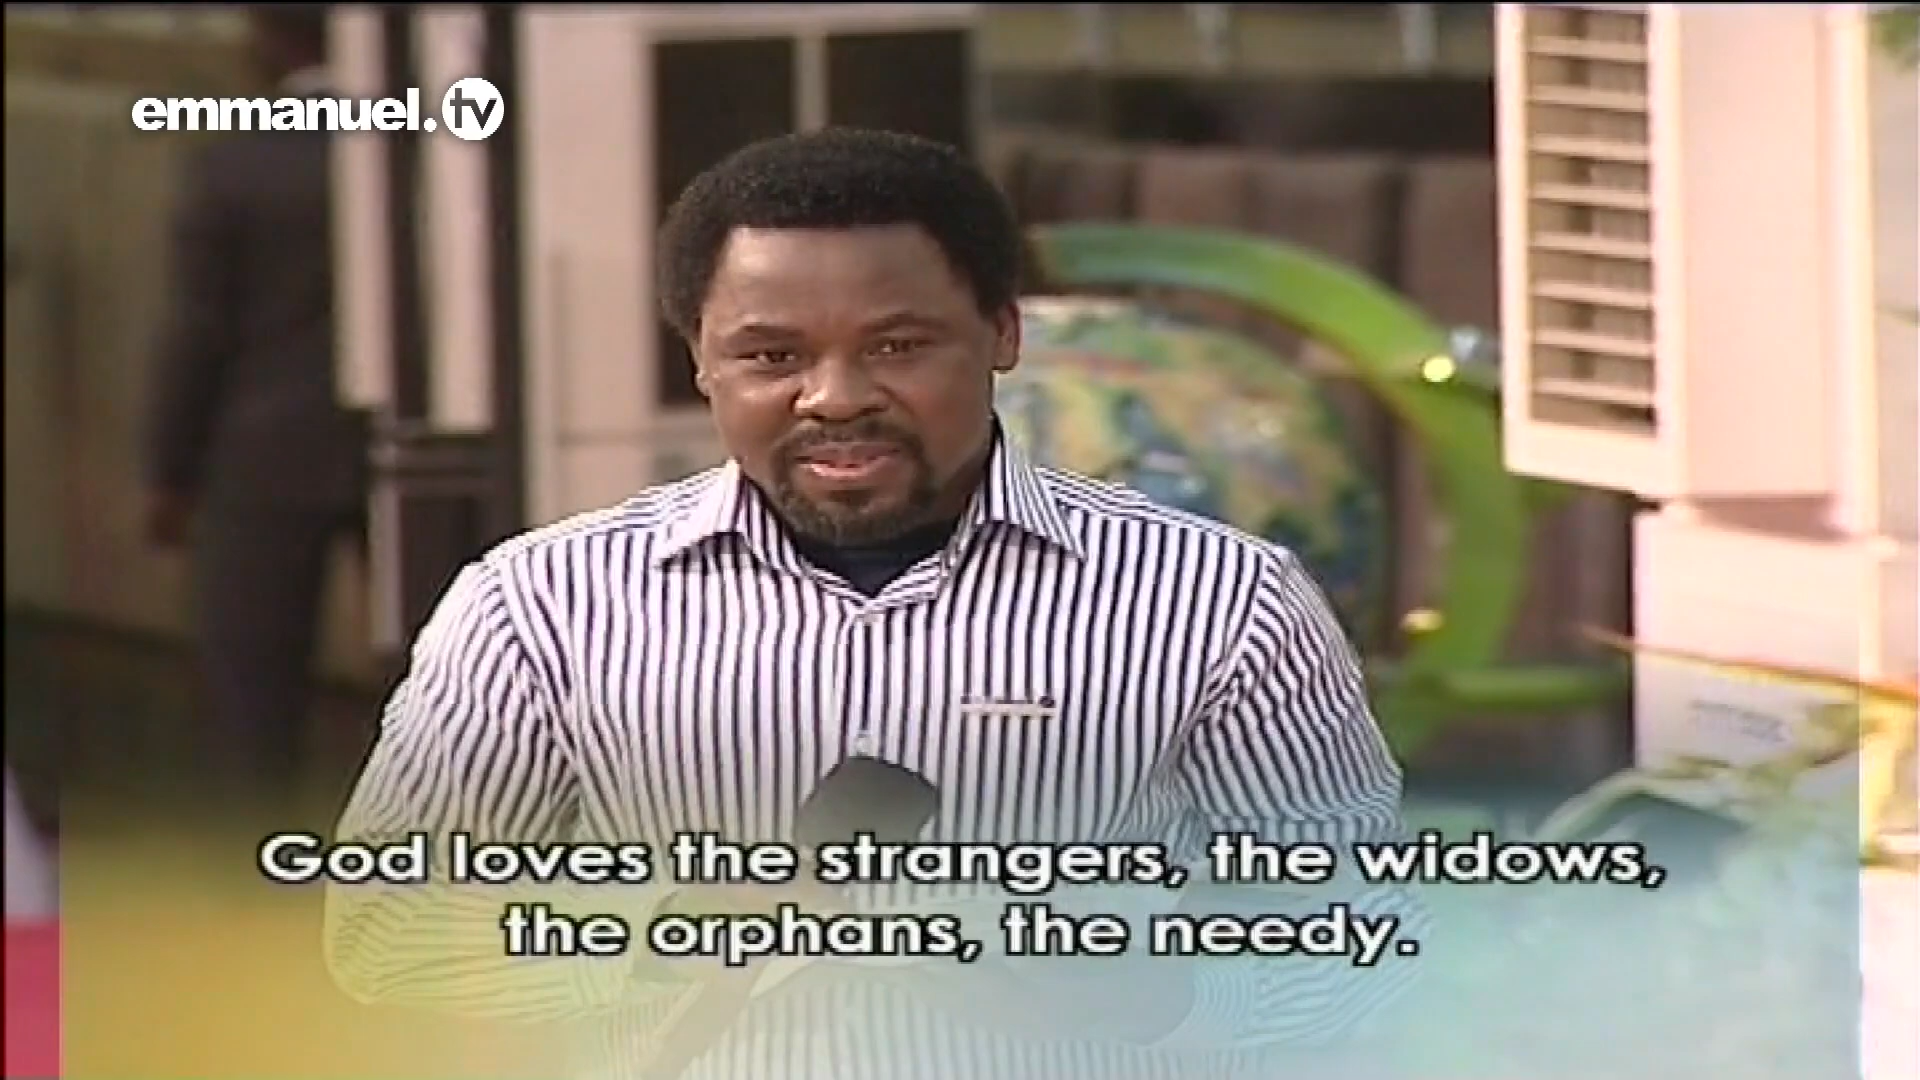 emmanuel.tv
God loves the strangers, the widows,
the orphans, the needy.